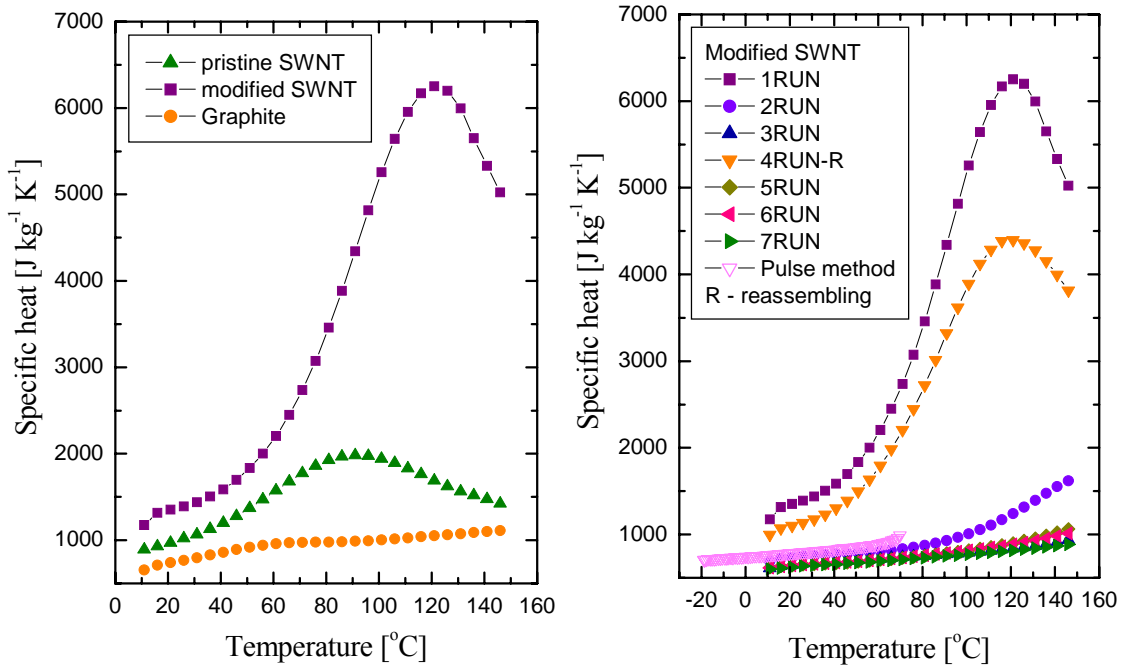 7000
6000
5000
4000
3000
2000
1000
Specific heat [J kg⁻¹ K⁻¹]
pristine SWNT
modified SWNT
Graphite
0 20 40 60 80 100 120 140 160
Temperature [°C]
7000
6000
5000
4000
3000
2000
1000
Specific heat [J kg⁻¹ K⁻¹]
Modified SWNT
1RUN
2RUN
3RUN
4RUN-R
5RUN
6RUN
7RUN
Pulse method
R - reassembling
-20 0 20 40 60 80 100 120 140 160
Temperature [°C]